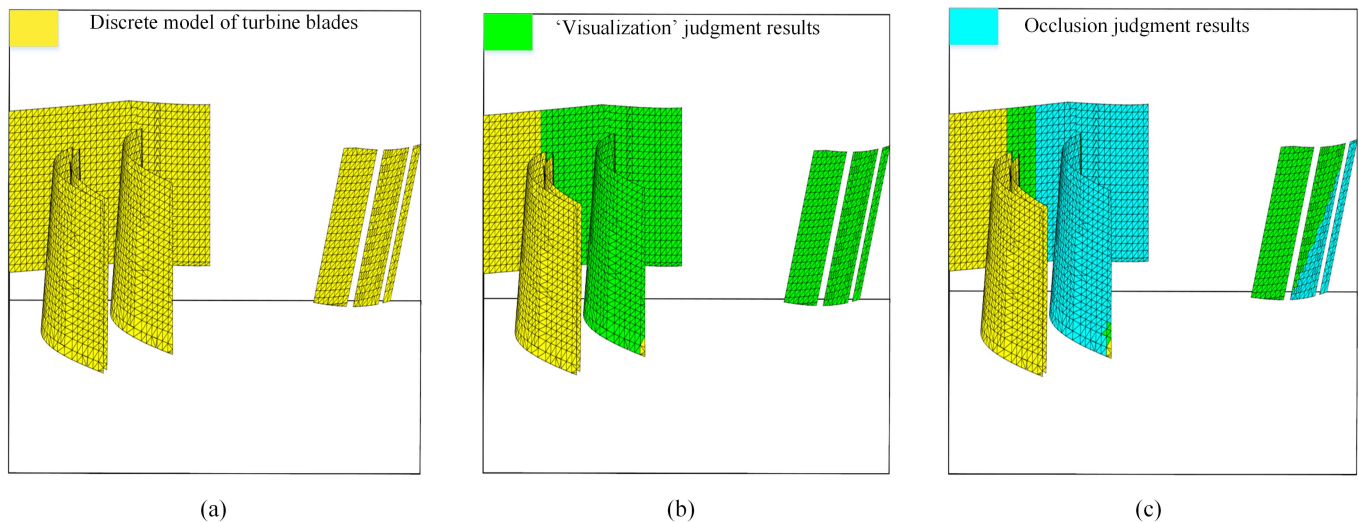 Discrete model of turbine blades
‘Visualization’ judgment results
Occlusion judgment results
(a)
(b)
(c)